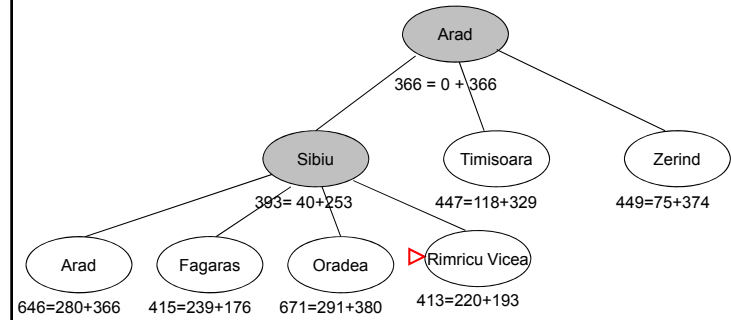 Arad
366 = 0 + 366
Sibiu
Timisoara
Zerind
393= 40+253
447=118+329
449=75+374
Arad
Fagaras
Oradea
Rimricu Vicea
646=280+366
415=239+176
671=291+380
413=220+193